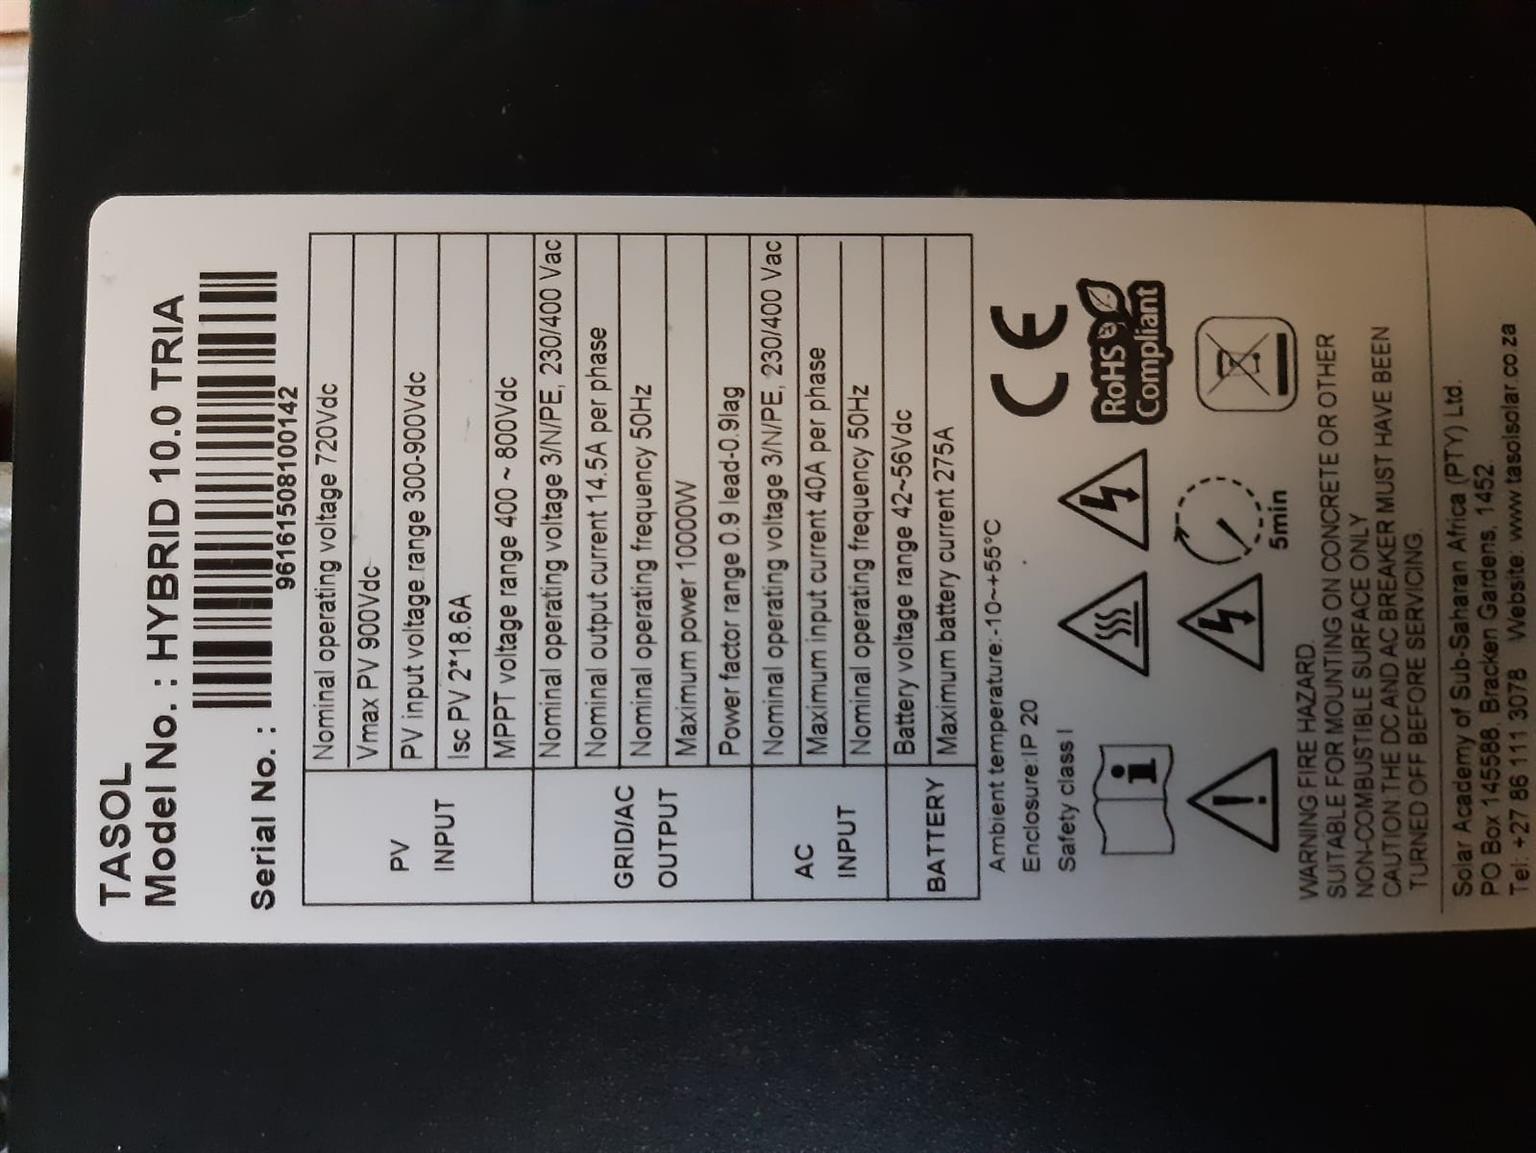 TASOL
Model No. : HYBRID 10.0 TRIA
Serial No. :
96161508100142
PV
INPUT
Nominal operating voltage 720Vdc
Vmax PV 900Vdc
PV input voltage range 300-900Vdc
Isc PV 2*18.6A
MPPT voltage range 400 ~ 800Vdc
GRID/AC
OUTPUT
Nominal operating voltage 3/N/PE, 230/400 Vac
Nominal output current 14.5A per phase
Nominal operating frequency 50Hz
Maximum power 10000W
Power factor range 0.9 lead-0.9lag
AC
INPUT
Nominal operating voltage 3/N/PE, 230/400 Vac
Maximum input current 40A per phase
Nominal operating frequency 50Hz
BATTERY
Battery voltage range 42~56Vdc
Maximum battery current 275A
Ambient temperature:-10~+55°C
Enclosure:IP 20
Safety class I
CE
RoHS
Compliant
5min
WARNING FIRE HAZARD.
SUITABLE FOR MOUNTING ON CONCRETE OR OTHER
NON-COMBUSTIBLE SURFACE ONLY
CAUTION THE DC AND AC BREAKER MUST HAVE BEEN
TURNED OFF BEFORE SERVICING.
Solar Academy of Sub-Saharan Africa (PTY) Ltd.
PO Box 145588, Bracken Gardens, 1452.
Tel: +27 86 111 3078 Website: www.tasolsolar.co.za